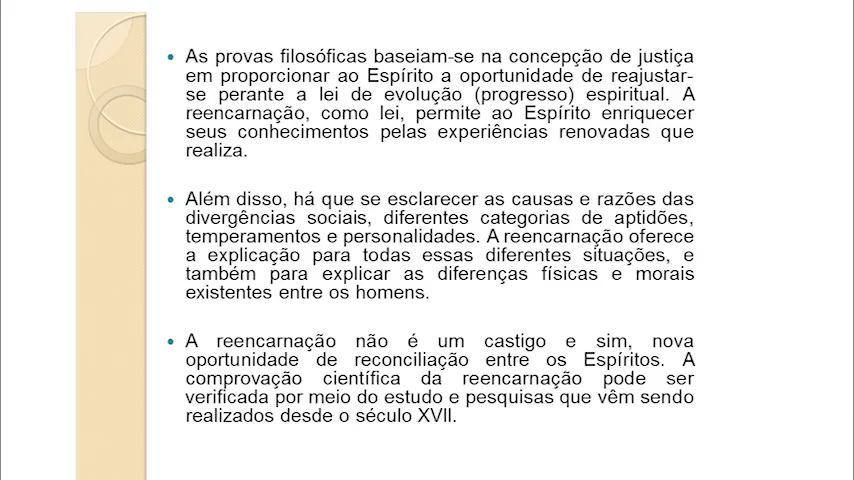 As provas filosóficas baseiam-se na concepção de justiça
em proporcionar ao Espírito a oportunidade de reajustar-
se perante a lei de evolução (progresso) espiritual. A
reencarnação, como lei, permite ao Espírito enriquecer
seus conhecimentos pelas experiências renovadas que
realiza.
Além disso, há que se esclarecer as causas e razões das
divergências sociais, diferentes categorias de aptidões,
temperamentos e personalidades. A reencarnação oferece
a explicação para todas essas diferentes situações, e
também para explicar as diferenças físicas e morais
existentes entre os homens.
A reencarnação não é um castigo e sim, nova
oportunidade de reconciliação entre os Espíritos. A
comprovação científica da reencarnação pode ser
verificada por meio do estudo e pesquisas que vêm sendo
realizados desde o século XVII.